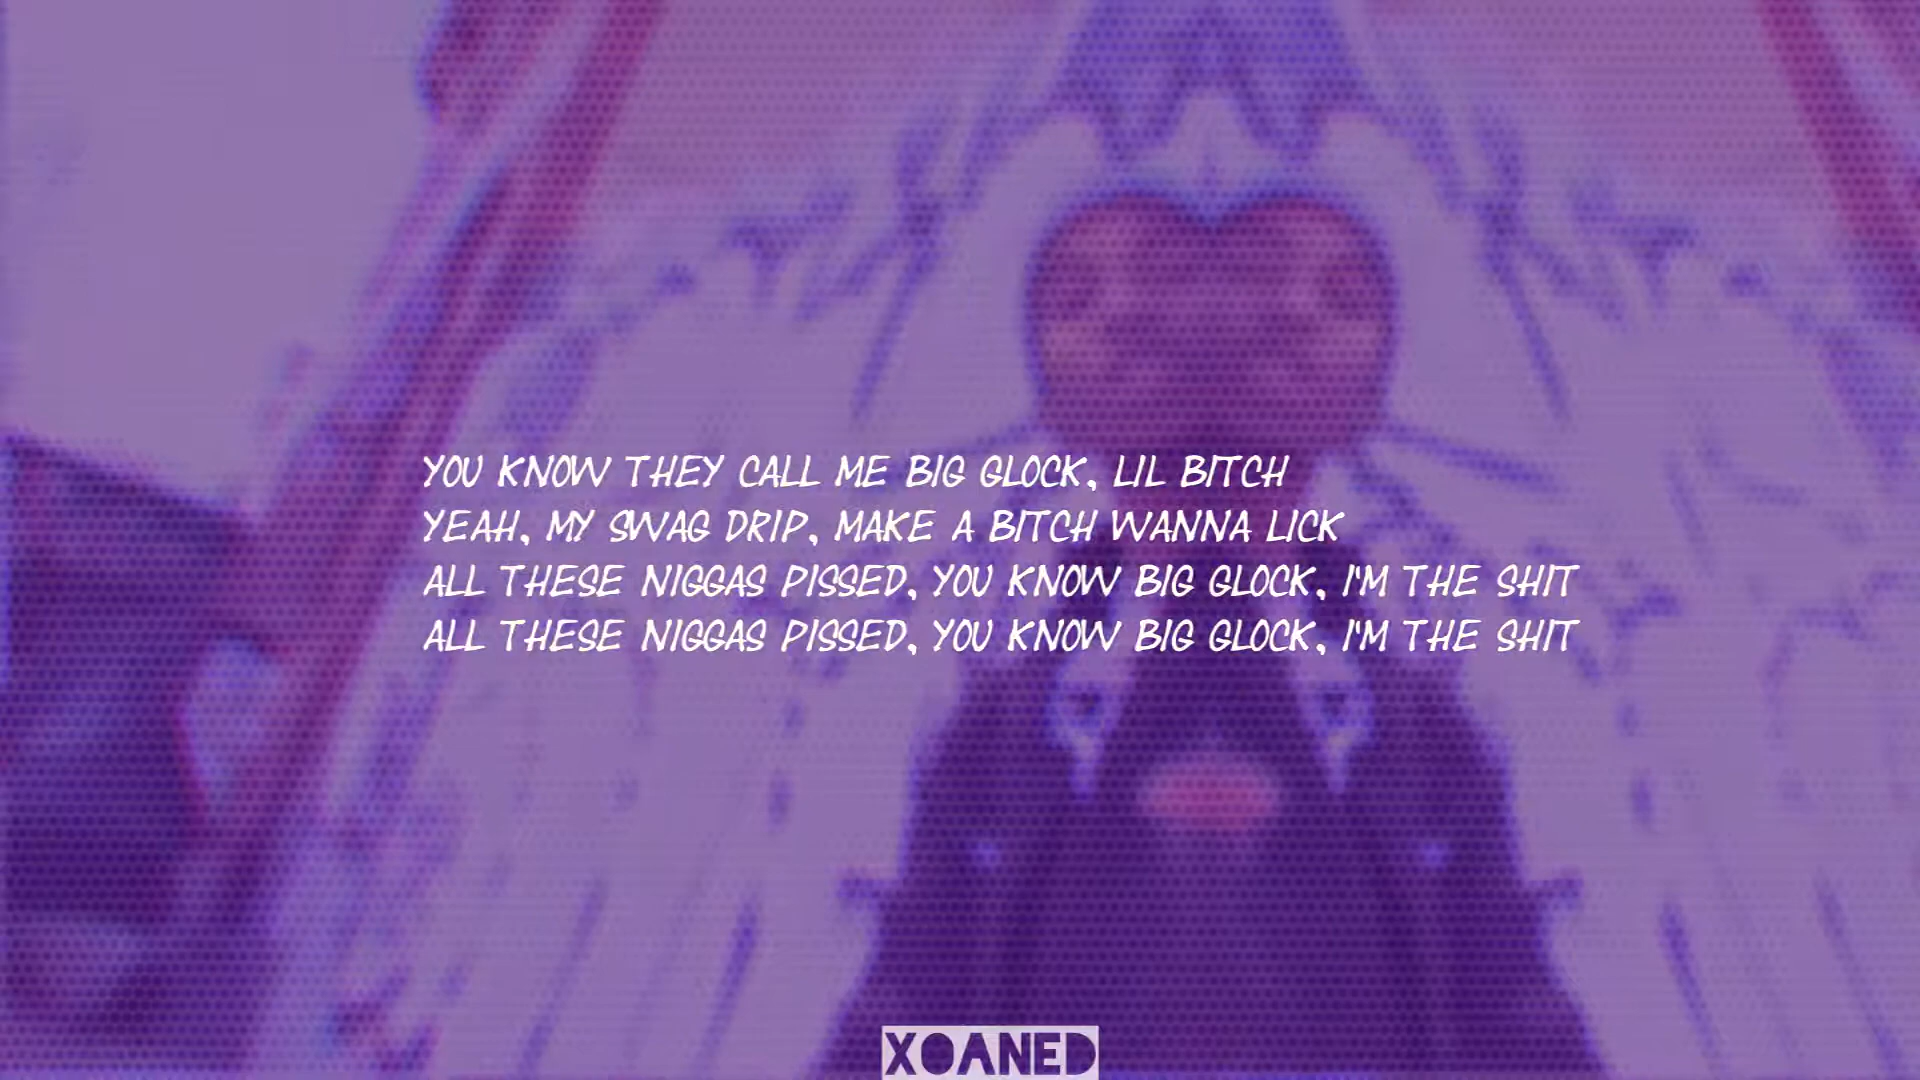 YOU KNOW THEY CALL ME BIG GLOCK, LIL BITCH
YEAH, MY SWAG DRIP, MAKE A BITCH WANNA LICK
ALL THESE NIGGAS PISSED, YOU KNOW BIG GLOCK, I'M THE SHIT
ALL THESE NIGGAS PISSED, YOU KNOW BIG GLOCK, I'M THE SHIT
XOANED